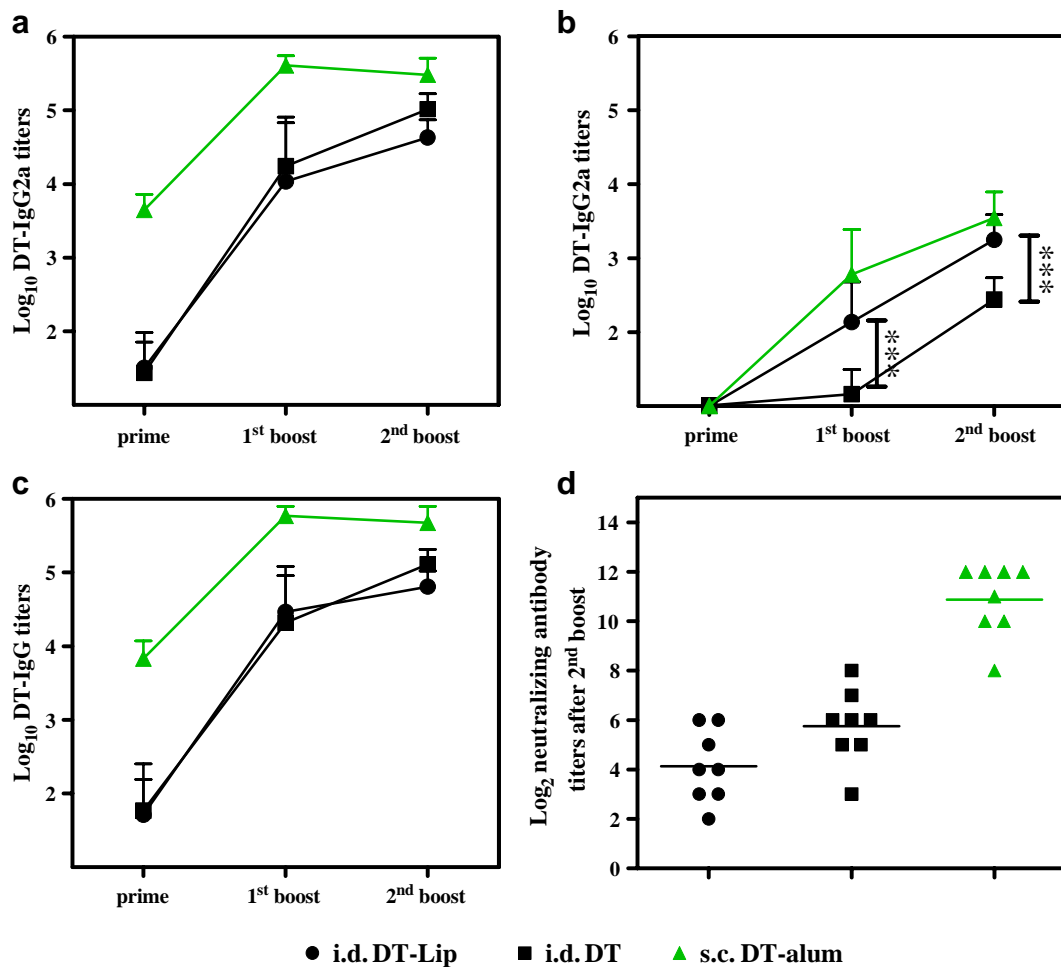 a
Log₁₀ DT-IgG2a titers
6
5
4
3
2
prime 1st boost 2nd boost
b
Log₁₀ DT-IgG2a titers
6
5
4
3
2
***
***
prime 1st boost 2nd boost
c
Log₁₀ DT-IgG titers
6
5
4
3
2
prime 1st boost 2nd boost
d
Log₂ neutralizing antibody
titers after 2nd boost
14
12
10
8
6
4
2
0
i.d. DT-Lip i.d. DT s.c. DT-alum